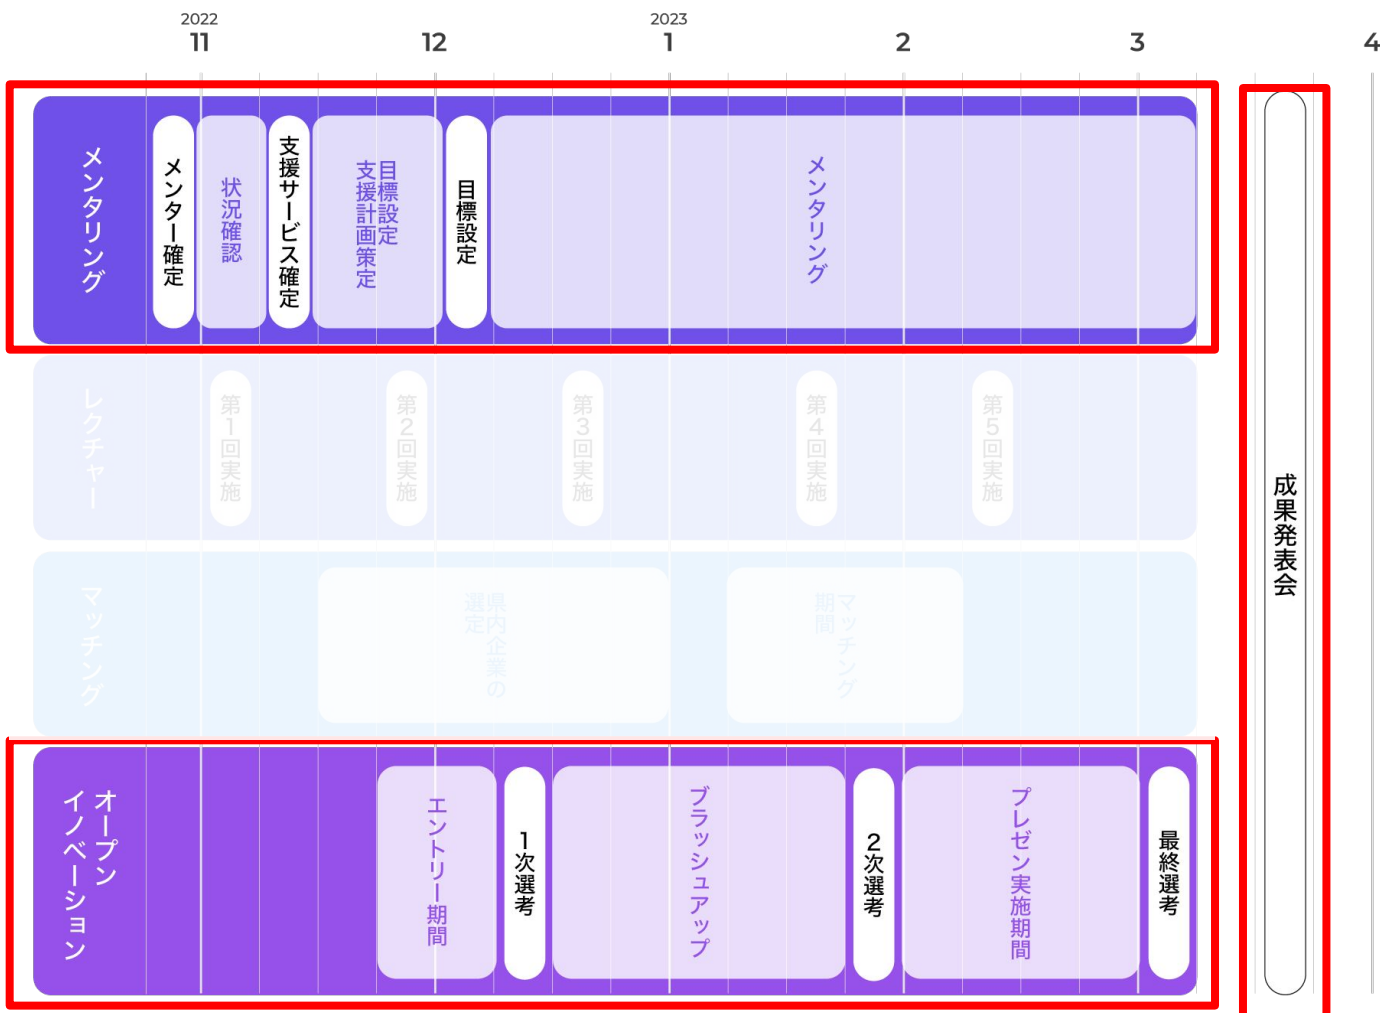 2022
11
12
2023
1
2
3
4
メンタリング
メンター確定
状況確認
支援サービス確定
目標設定
支援計画策定
目標設定
メンタリング
レクチャー
第1回実施
第2回実施
第3回実施
第4回実施
第5回実施
マッチング
県内企業の
選定
マッチング
期間
オープン
イノベーション
エントリー期間
1次選考
ブラッシュアップ
2次選考
プレゼン実施期間
最終選考
成果発表会